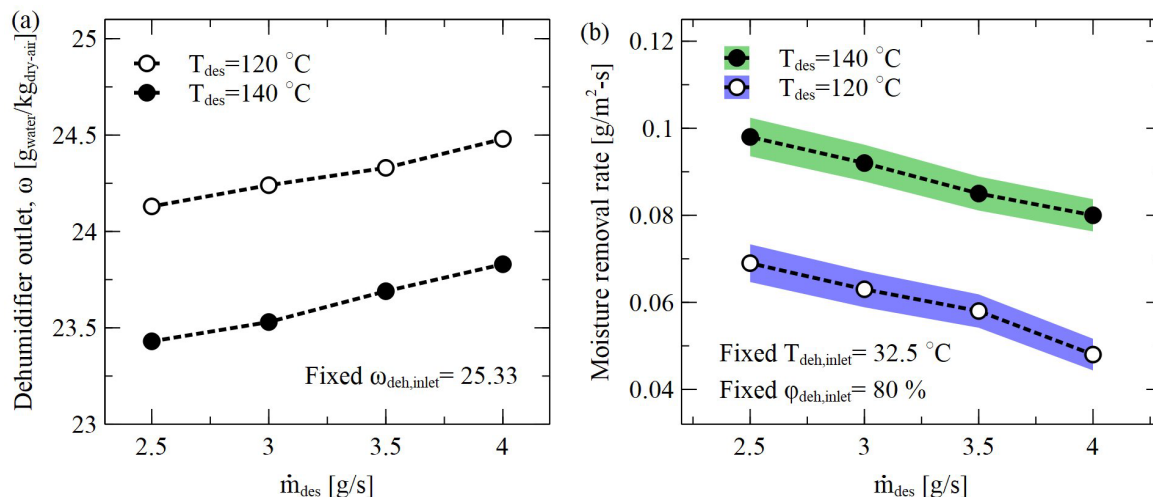 (a)
Dehumidifier outlet, ω [g_water/kg_dry-air]
25
24.5
24
23.5
23
T_des=120 °C
T_des=140 °C
Fixed ω_deh,inlet= 25.33
2.5 3 3.5 4
ṁ_des [g/s]
(b)
Moisture removal rate [g/m²-s]
0.12
0.1
0.08
0.06
0.04
T_des=140 °C
T_des=120 °C
Fixed T_deh,inlet= 32.5 °C
Fixed φ_deh,inlet= 80 %
2.5 3 3.5 4
ṁ_des [g/s]